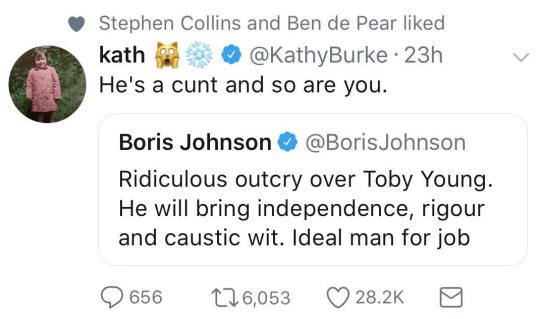 Stephen Collins and Ben de Pear liked
kath 🙀❄️ @KathyBurke · 23h
He's a cunt and so are you.
Boris Johnson @BorisJohnson
Ridiculous outcry over Toby Young.
He will bring independence, rigour
and caustic wit. Ideal man for job
656 6,053 28.2K